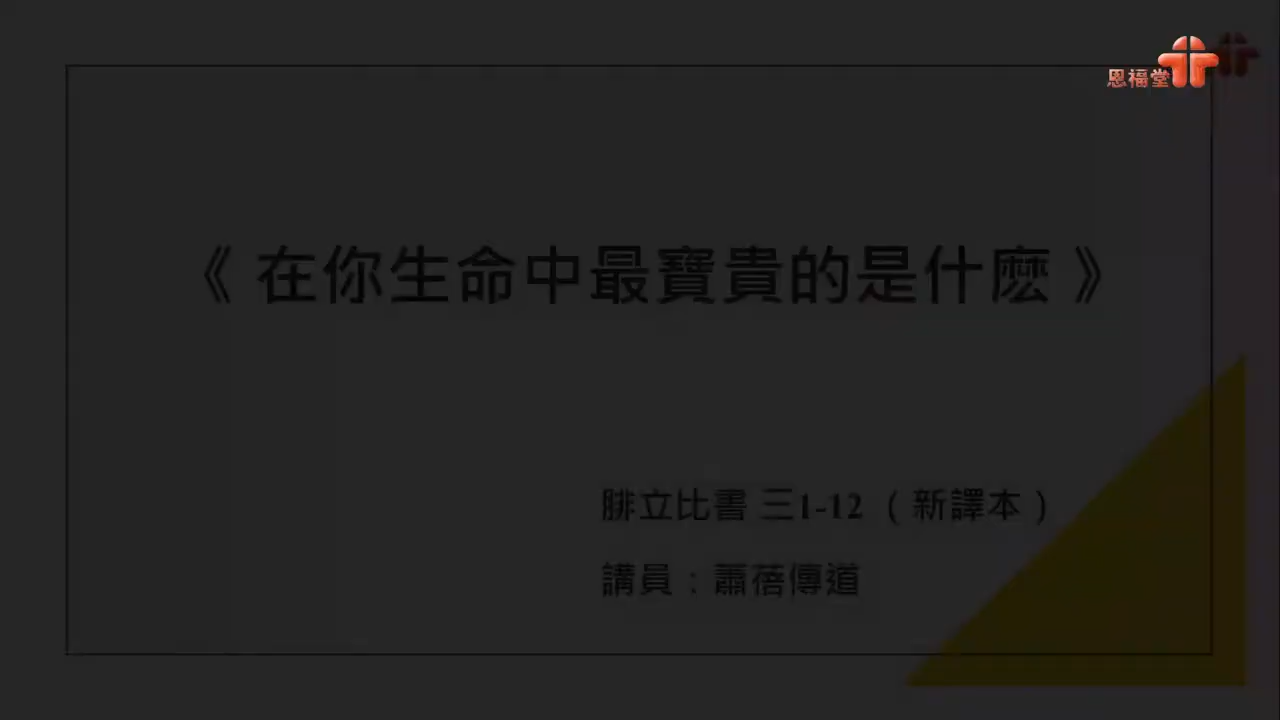 恩福堂
《 在你生命中最寶貴的是什麼 》
腓立比書 三1-12 （新譯本）
講員：蕭蓓傳道